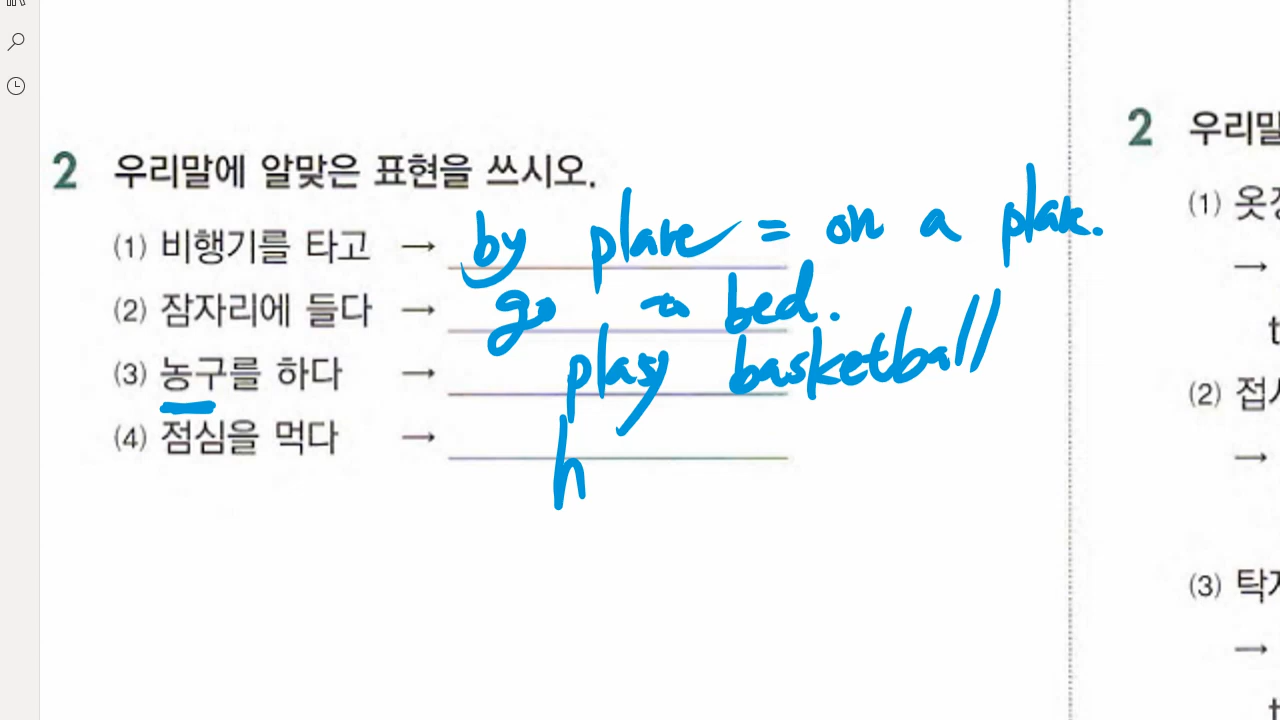 2 우리말에 알맞은 표현을 쓰시오.
(1) 비행기를 타고 → by plane = on a plane.
(2) 잠자리에 들다 → go to bed.
(3) 농구를 하다 → play basketball
(4) 점심을 먹다 → h
2 우리말
(1) 옷장
→
t
(2) 접시
→
(3) 탁자
→
t